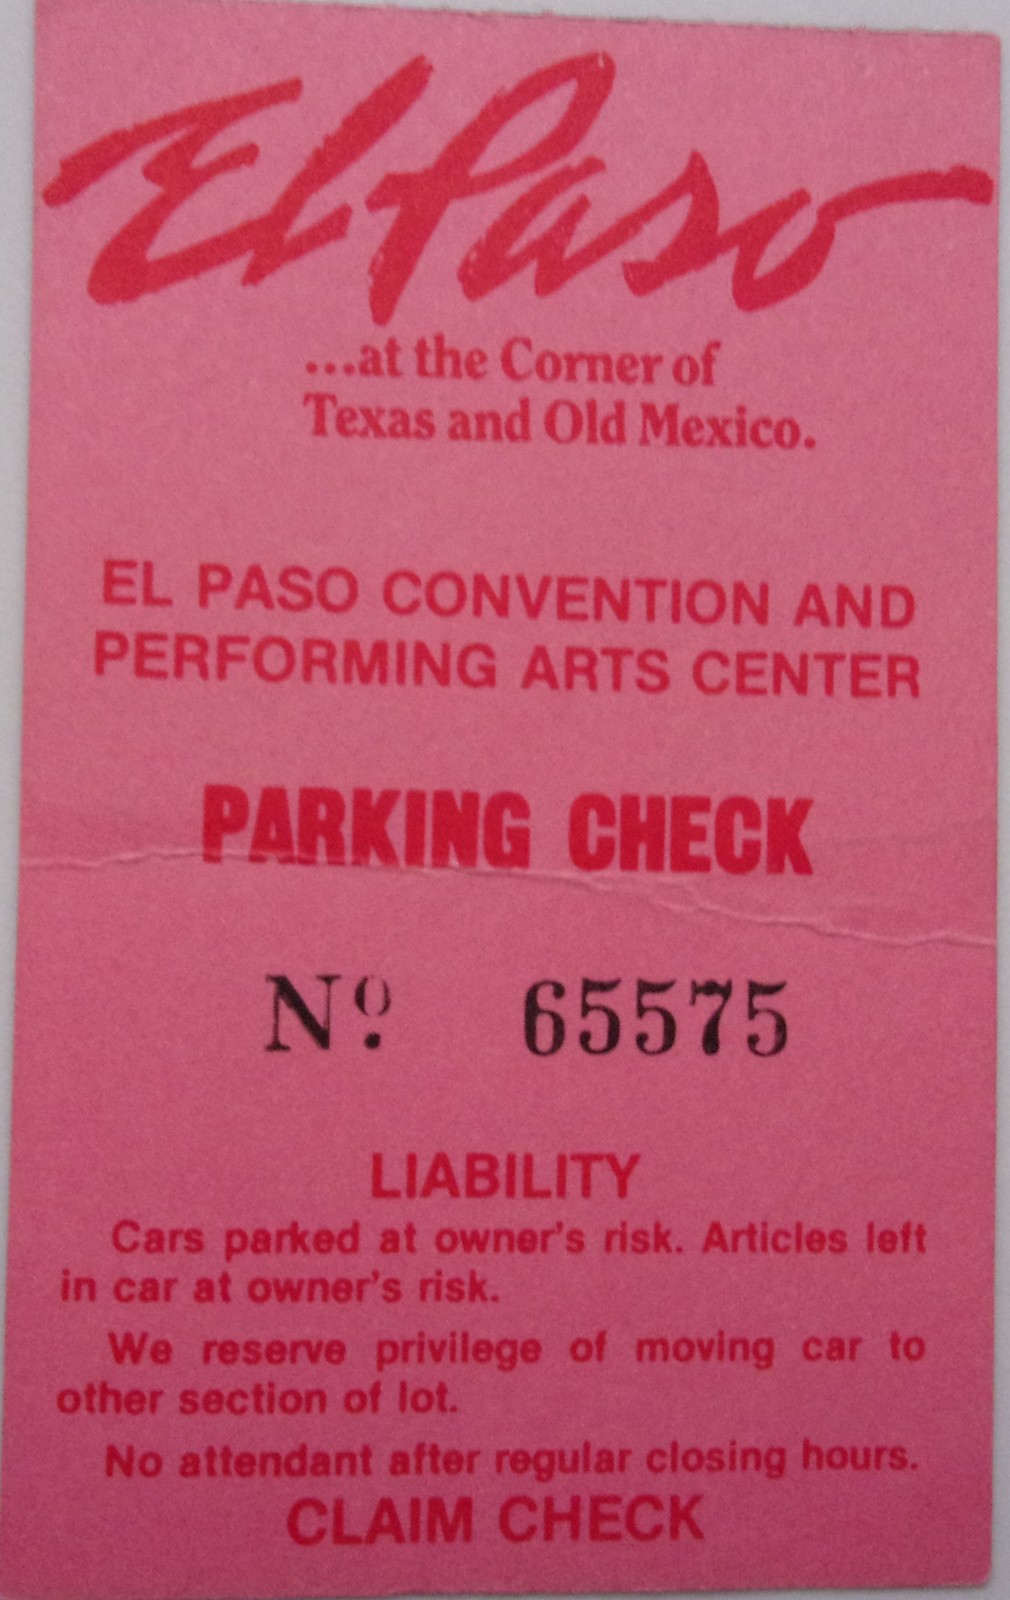 El Paso
...at the Corner of
Texas and Old Mexico.
EL PASO CONVENTION AND
PERFORMING ARTS CENTER
PARKING CHECK
Nº. 65575
LIABILITY
Cars parked at owner's risk. Articles left
in car at owner's risk.
We reserve privilege of moving car to
other section of lot.
No attendant after regular closing hours.
CLAIM CHECK